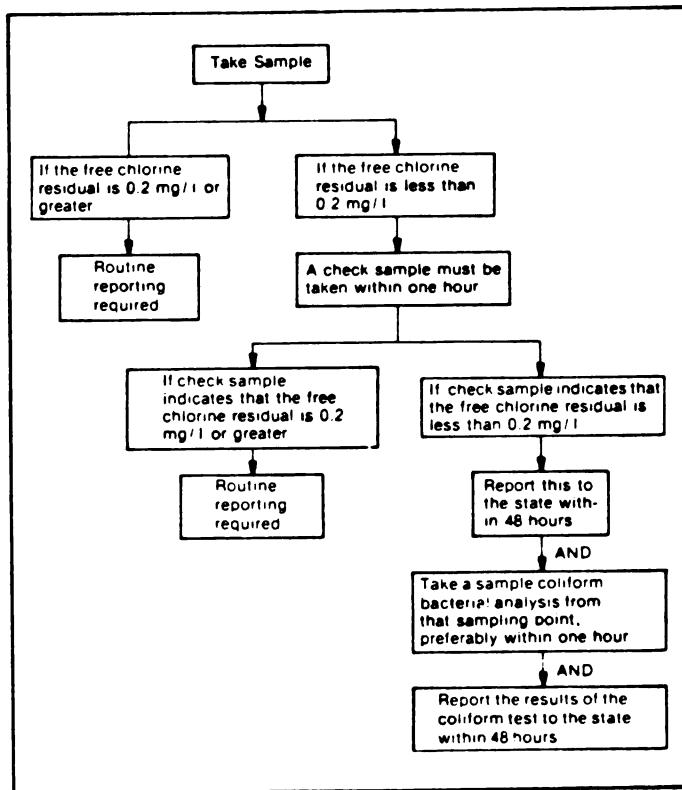 Take Sample
If the free chlorine
residual is 0.2 mg/l or
greater
If the free chlorine
residual is less than
0.2 mg/l
Routine
reporting
required
A check sample must be
taken within one hour
If check sample
indicates that the free
chlorine residual is 0.2
mg/l or greater
If check sample indicates that
the free chlorine residual is
less than 0.2 mg/l
Routine
reporting
required
Report this to
the state with-
in 48 hours
AND
Take a sample coliform
bacterial analysis from
that sampling point,
preferably within one hour
AND
Report the results of the
coliform test to the state
within 48 hours